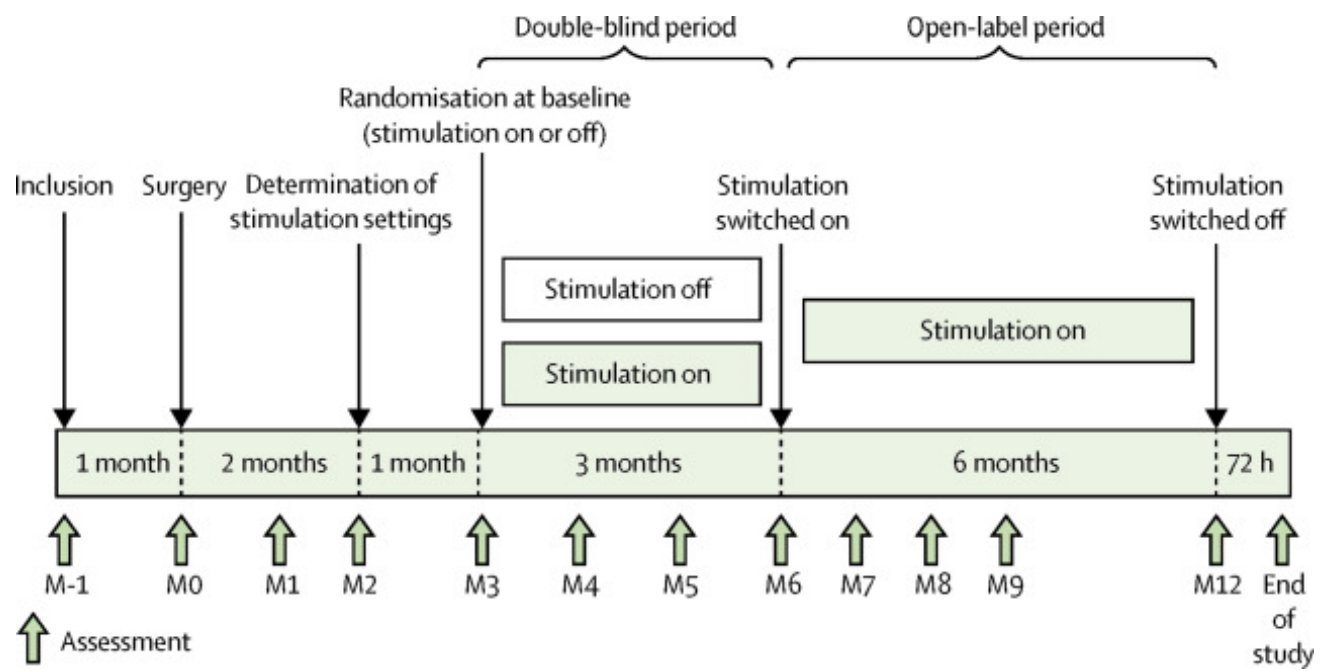 Double-blind period
Open-label period
Randomisation at baseline
(stimulation on or off)
Inclusion
Surgery
Determination of
stimulation settings
Stimulation
switched on
Stimulation
switched off
Stimulation off
Stimulation on
Stimulation on
1 month
2 months
1 month
3 months
6 months
72 h
M-1
M0
M1
M2
M3
M4
M5
M6
M7
M8
M9
M12
End
of
study
Assessment